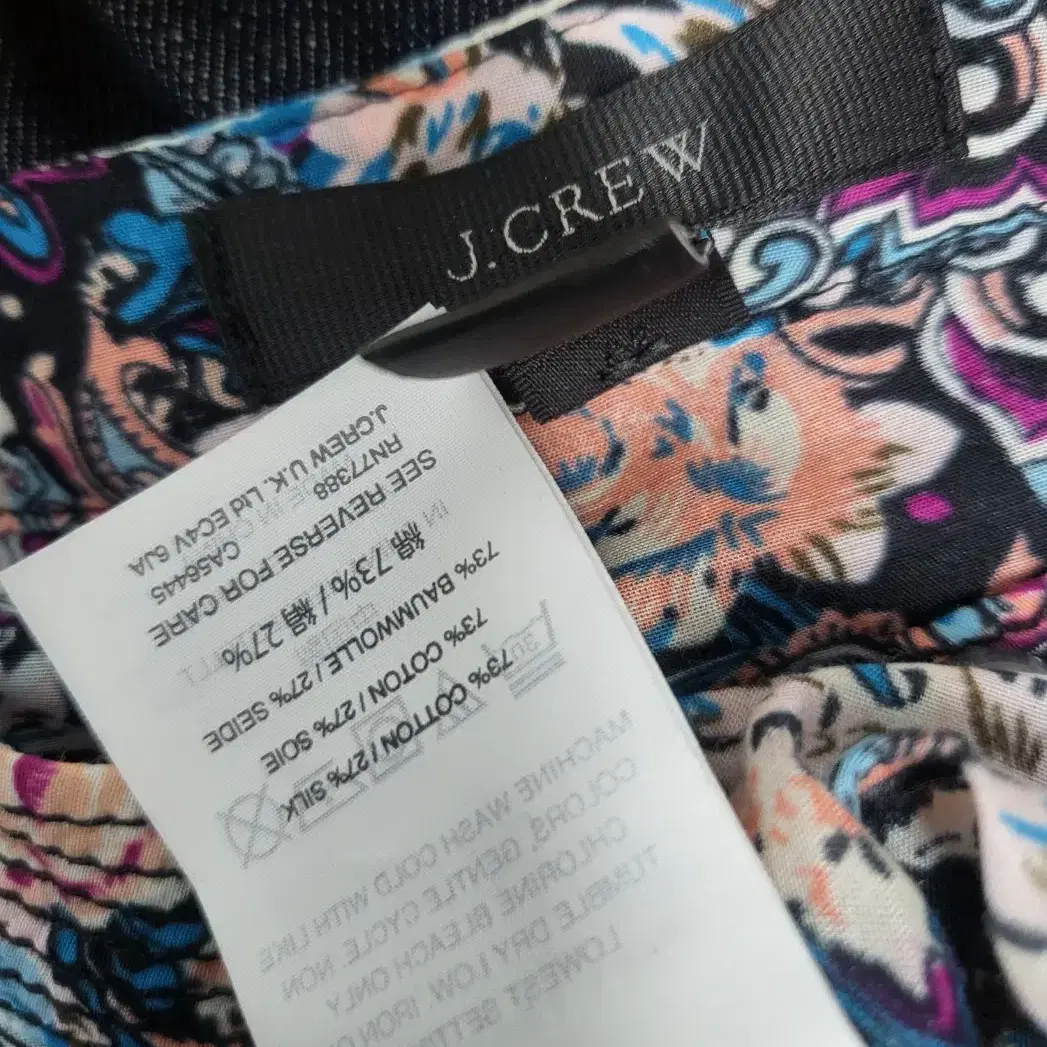 J.CREW
73% COTTON / 27% SILK
73% COTON / 27% SOIE
73% BAUMWOLLE / 27% SEIDE
綿 73% / 絹 27%
SEE REVERSE FOR CARE
RN77388 CA56445
J.CREW U.K. Ltd EC4V 6JA
MACHINE WASH COLD WITH LIKE
COLORS, GENTLE CYCLE. NON
CHLORINE BLEACH ONLY
TUMBLE DRY LOW IRON
LOWEST